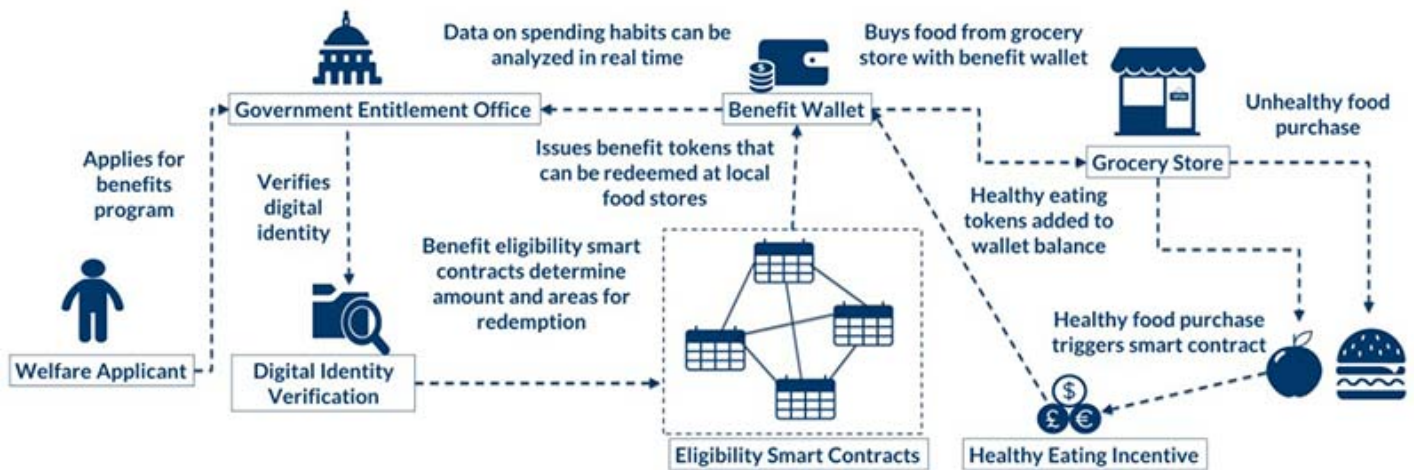 Data on spending habits can be
analyzed in real time
Buys food from grocery
store with benefit wallet
Government Entitlement Office
Benefit Wallet
Unhealthy food
purchase
Grocery Store
Applies for
benefits
program
Verifies
digital
identity
Issues benefit tokens that
can be redeemed at local
food stores
Healthy eating
tokens added to
wallet balance
Benefit eligibility smart
contracts determine
amount and areas for
redemption
Healthy food purchase
triggers smart contract
Welfare Applicant
Digital Identity
Verification
$
$
£
€
Eligibility Smart Contracts
Healthy Eating Incentive